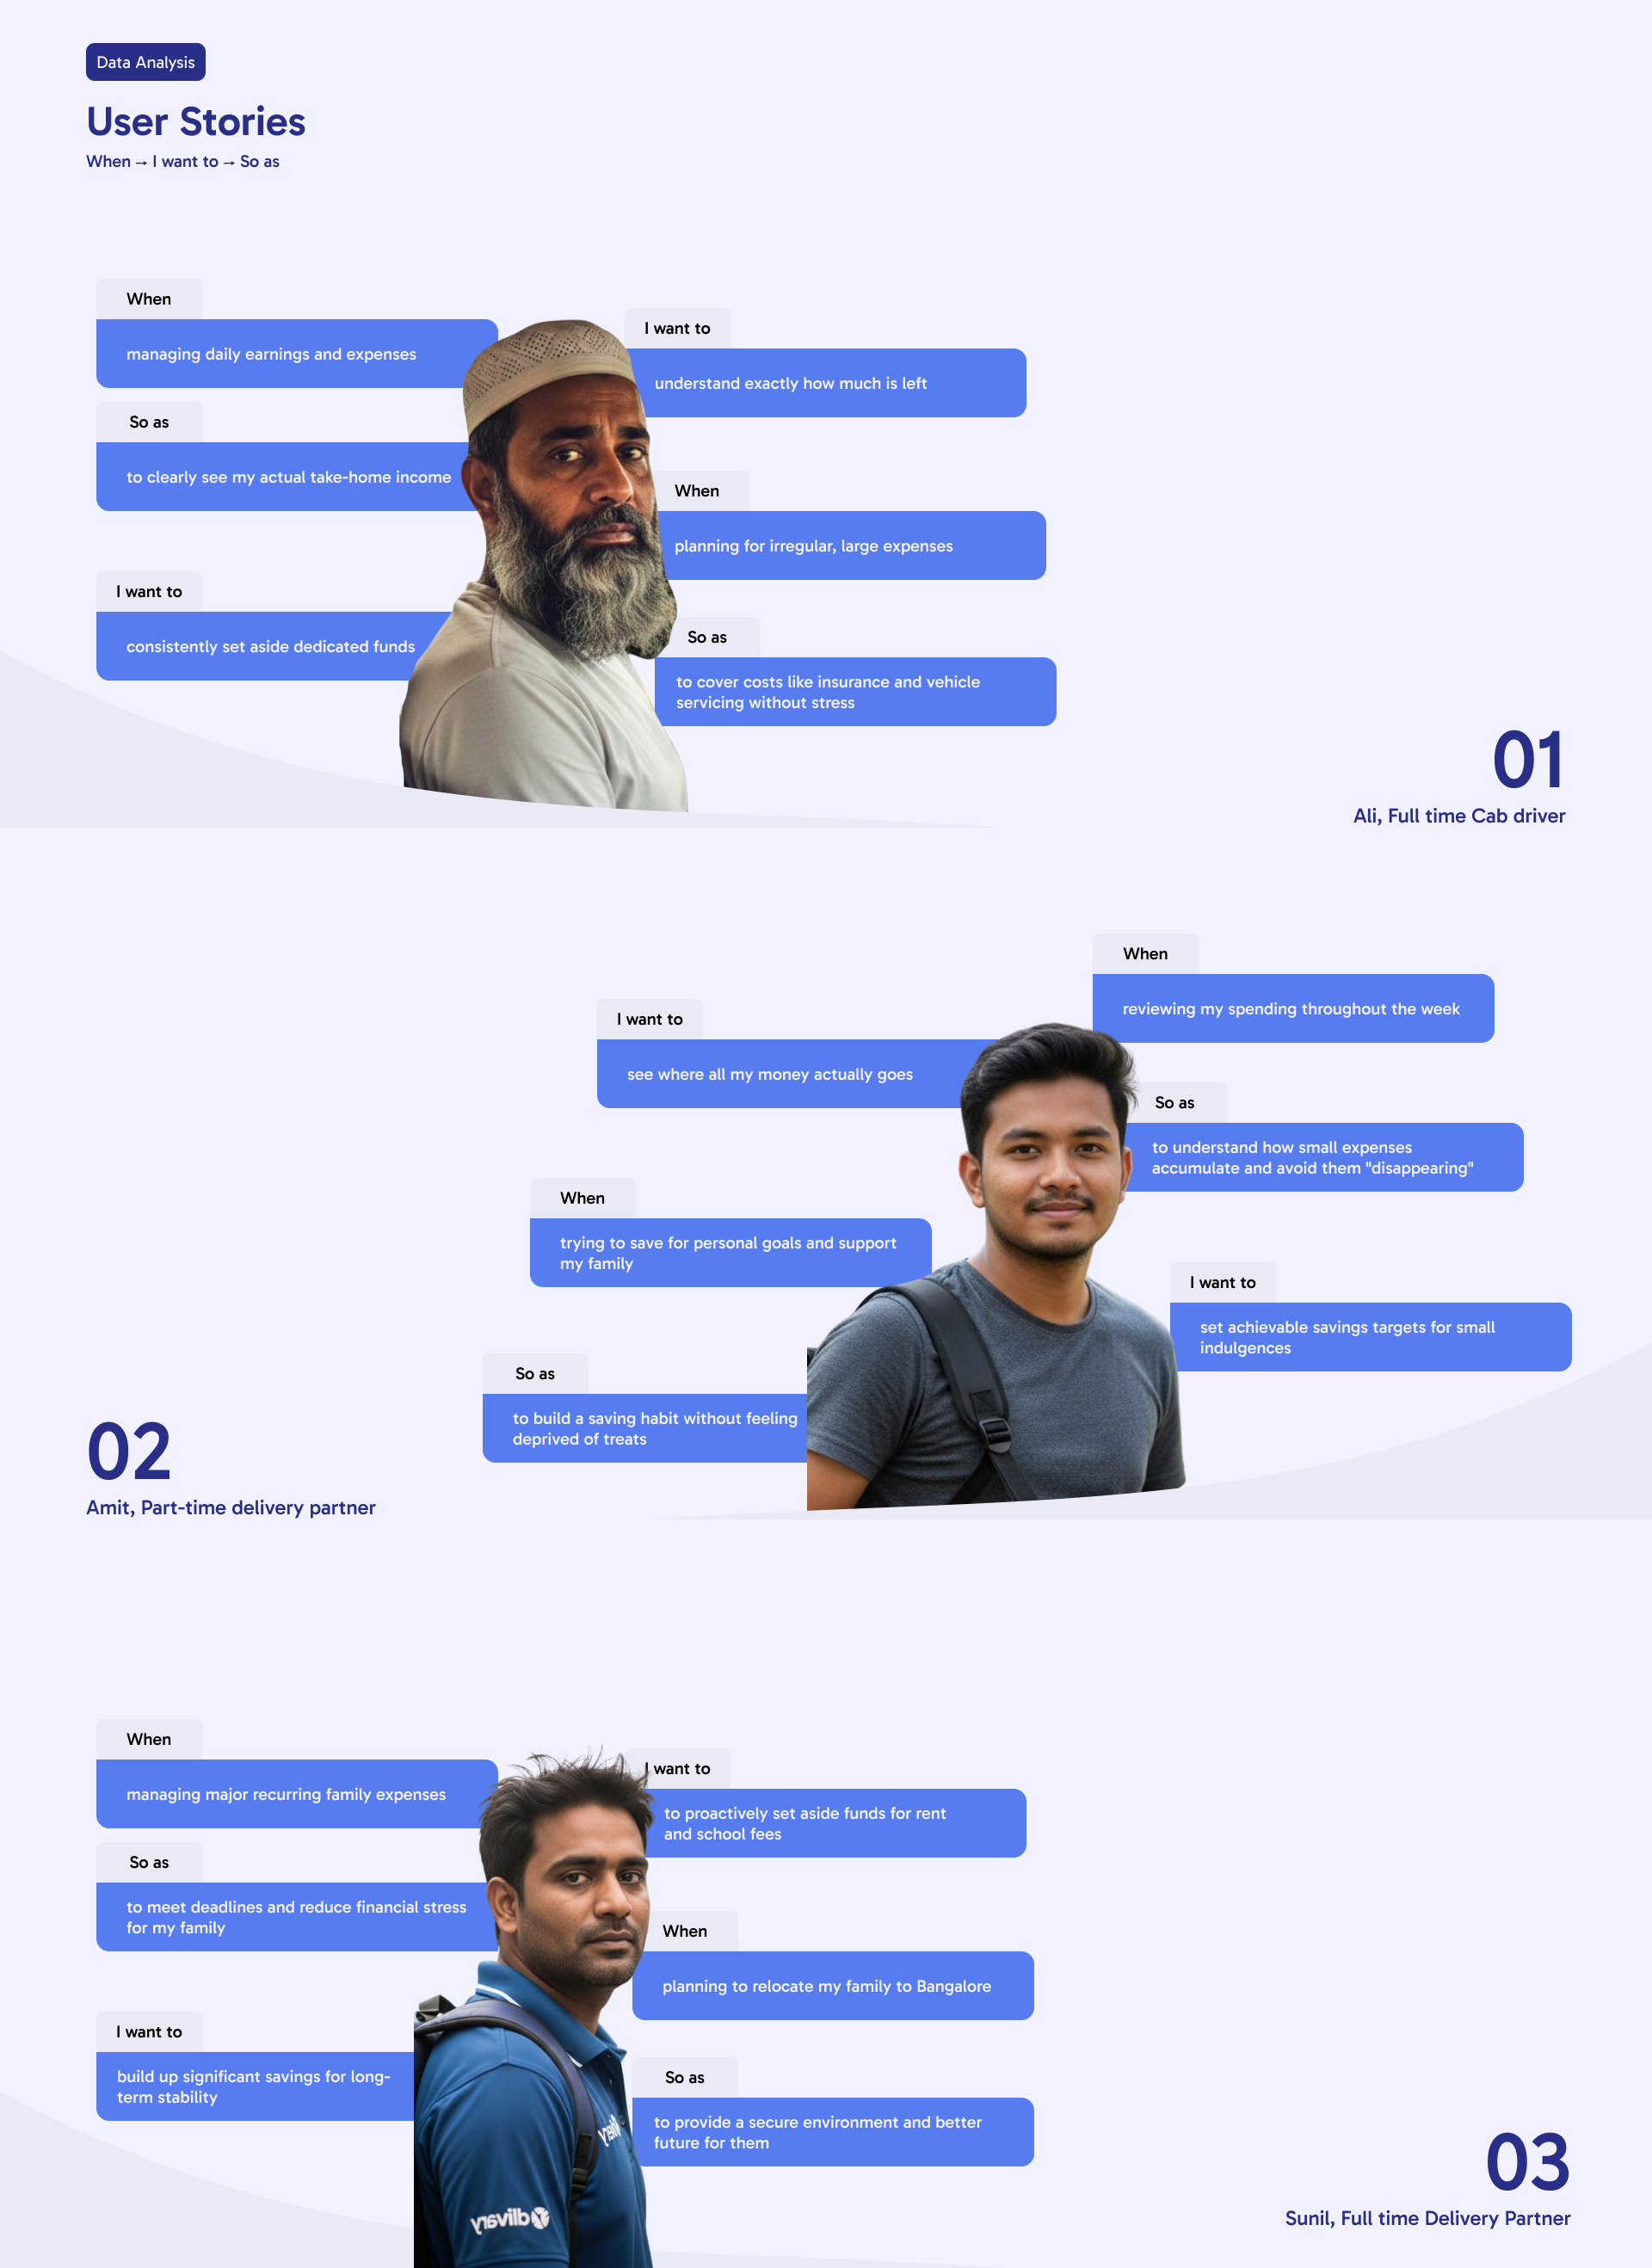 Data Analysis
User Stories
When → I want to → So as
When
managing daily earnings and expenses
I want to
understand exactly how much is left
So as
to clearly see my actual take-home income
When
planning for irregular, large expenses
I want to
consistently set aside dedicated funds
So as
to cover costs like insurance and vehicle
servicing without stress
01
Ali, Full time Cab driver
When
reviewing my spending throughout the week
I want to
see where all my money actually goes
So as
to understand how small expenses
accumulate and avoid them "disappearing"
When
trying to save for personal goals and support
my family
I want to
set achievable savings targets for small
indulgences
So as
to build a saving habit without feeling
deprived of treats
02
Amit, Part-time delivery partner
When
managing major recurring family expenses
I want to
to proactively set aside funds for rent
and school fees
So as
to meet deadlines and reduce financial stress
for my family
When
planning to relocate my family to Bangalore
I want to
build up significant savings for long-
term stability
So as
to provide a secure environment and better
future for them
dlivary
03
Sunil, Full time Delivery Partner